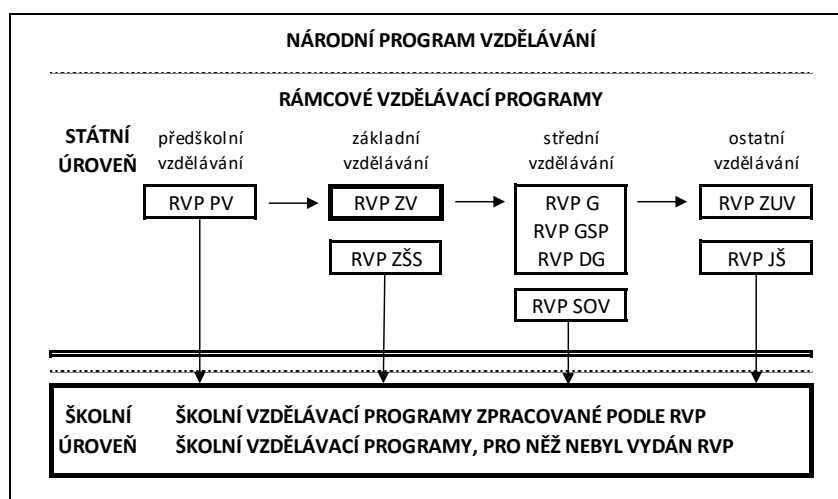 NÁRODNÍ PROGRAM VZDĚLÁVÁNÍ
RÁMCOVÉ VZDĚLÁVACÍ PROGRAMY
STÁTNÍ
ÚROVEŇ
předškolní
vzdělávání
základní
vzdělávání
střední
vzdělávání
ostatní
vzdělávání
RVP PV
RVP ZV
RVP G
RVP GSP
RVP DG
RVP ZUV
RVP ZŠS
RVP JŠ
RVP SOV
ŠKOLNÍ
ÚROVEŇ
ŠKOLNÍ VZDĚLÁVACÍ PROGRAMY ZPRACOVANÉ PODLE RVP
ŠKOLNÍ VZDĚLÁVACÍ PROGRAMY, PRO NĚŽ NEBYL VYDÁN RVP